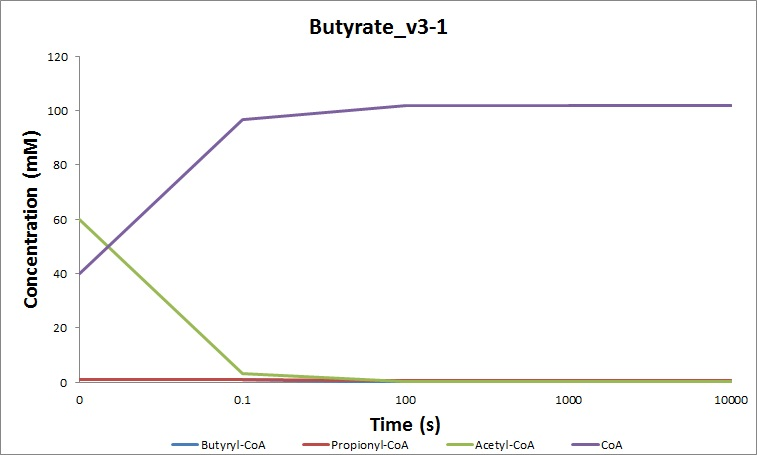 Butyrate_v3-1
120
100
80
60
40
20
0
Concentration (mM)
0 0.1 100 1000 10000
Time (s)
Butyryl-CoA Propionyl-CoA Acetyl-CoA CoA